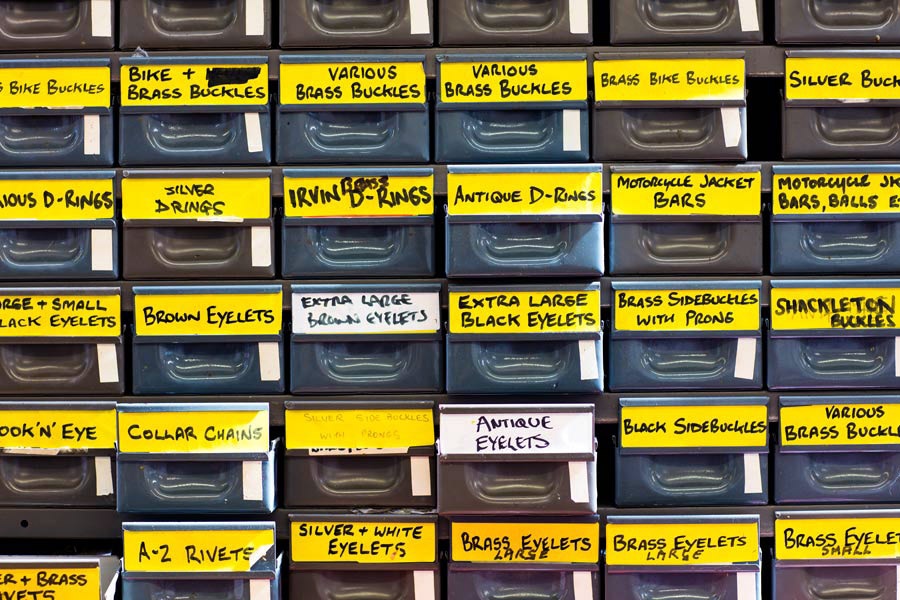 BIKE BUCKLES
BIKE +
BRASS BUCKLES
VARIOUS
BRASS BUCKLES
VARIOUS
BRASS BUCKLES
BRASS BIKE BUCKLES
SILVER BUCK
IOUS D-RINGS
SILVER
D RINGS
BRASS
IRVIN D-RINGS
ANTIQUE D-RINGS
MOTORCYCLE JACKET
BARS
MOTORCYCLE JK
BARS, BALLS E
RGE + SMALL
LACK EYELETS
BROWN EYELETS
EXTRA LARGE
BROWN EYELETS
EXTRA LARGE
BLACK EYELETS
BRASS SIDEBUCKLES
WITH PRONG
SHACKLETON
BUCKLES
OOK'N' EYE
COLLAR CHAINS
SILVER SIDE BUCKLES
WITH PRONGS
ANTIQUE
EYELETS
BLACK SIDEBUCKLES
VARIOUS
BRASS BUCKLE
ER + BRASS
IVETS
A-Z RIVETS
SILVER + WHITE
EYELETS
BRASS EYELETS
LARGE
BRASS EYELETS
LARGE
BRASS EYELET
SMALL